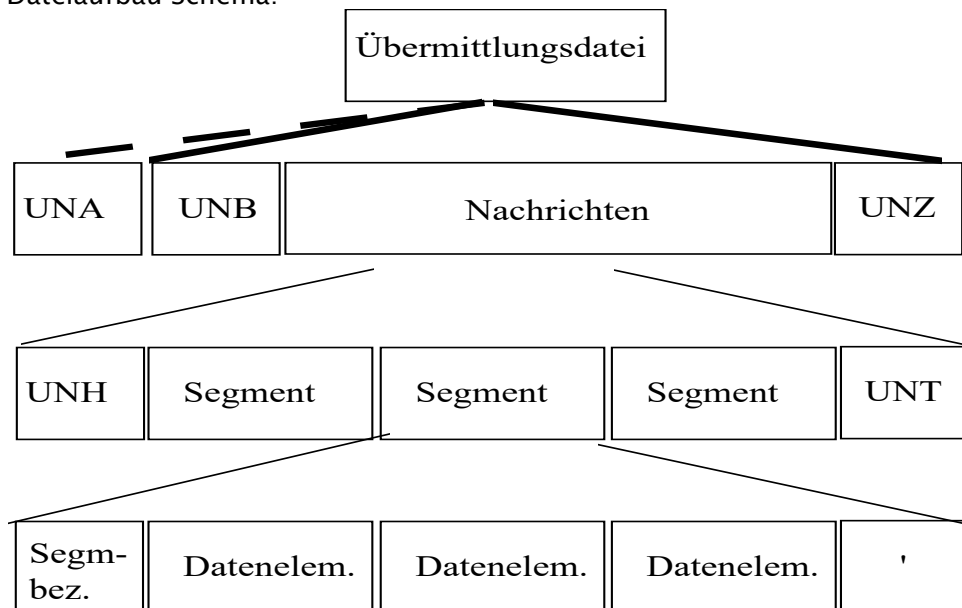 Dateiaufbau Schema:
Übermittlungsdatei
UNA UNB Nachrichten UNZ
UNH Segment Segment Segment UNT
Segm-
bez. Datenelem. Datenelem. Datenelem. '